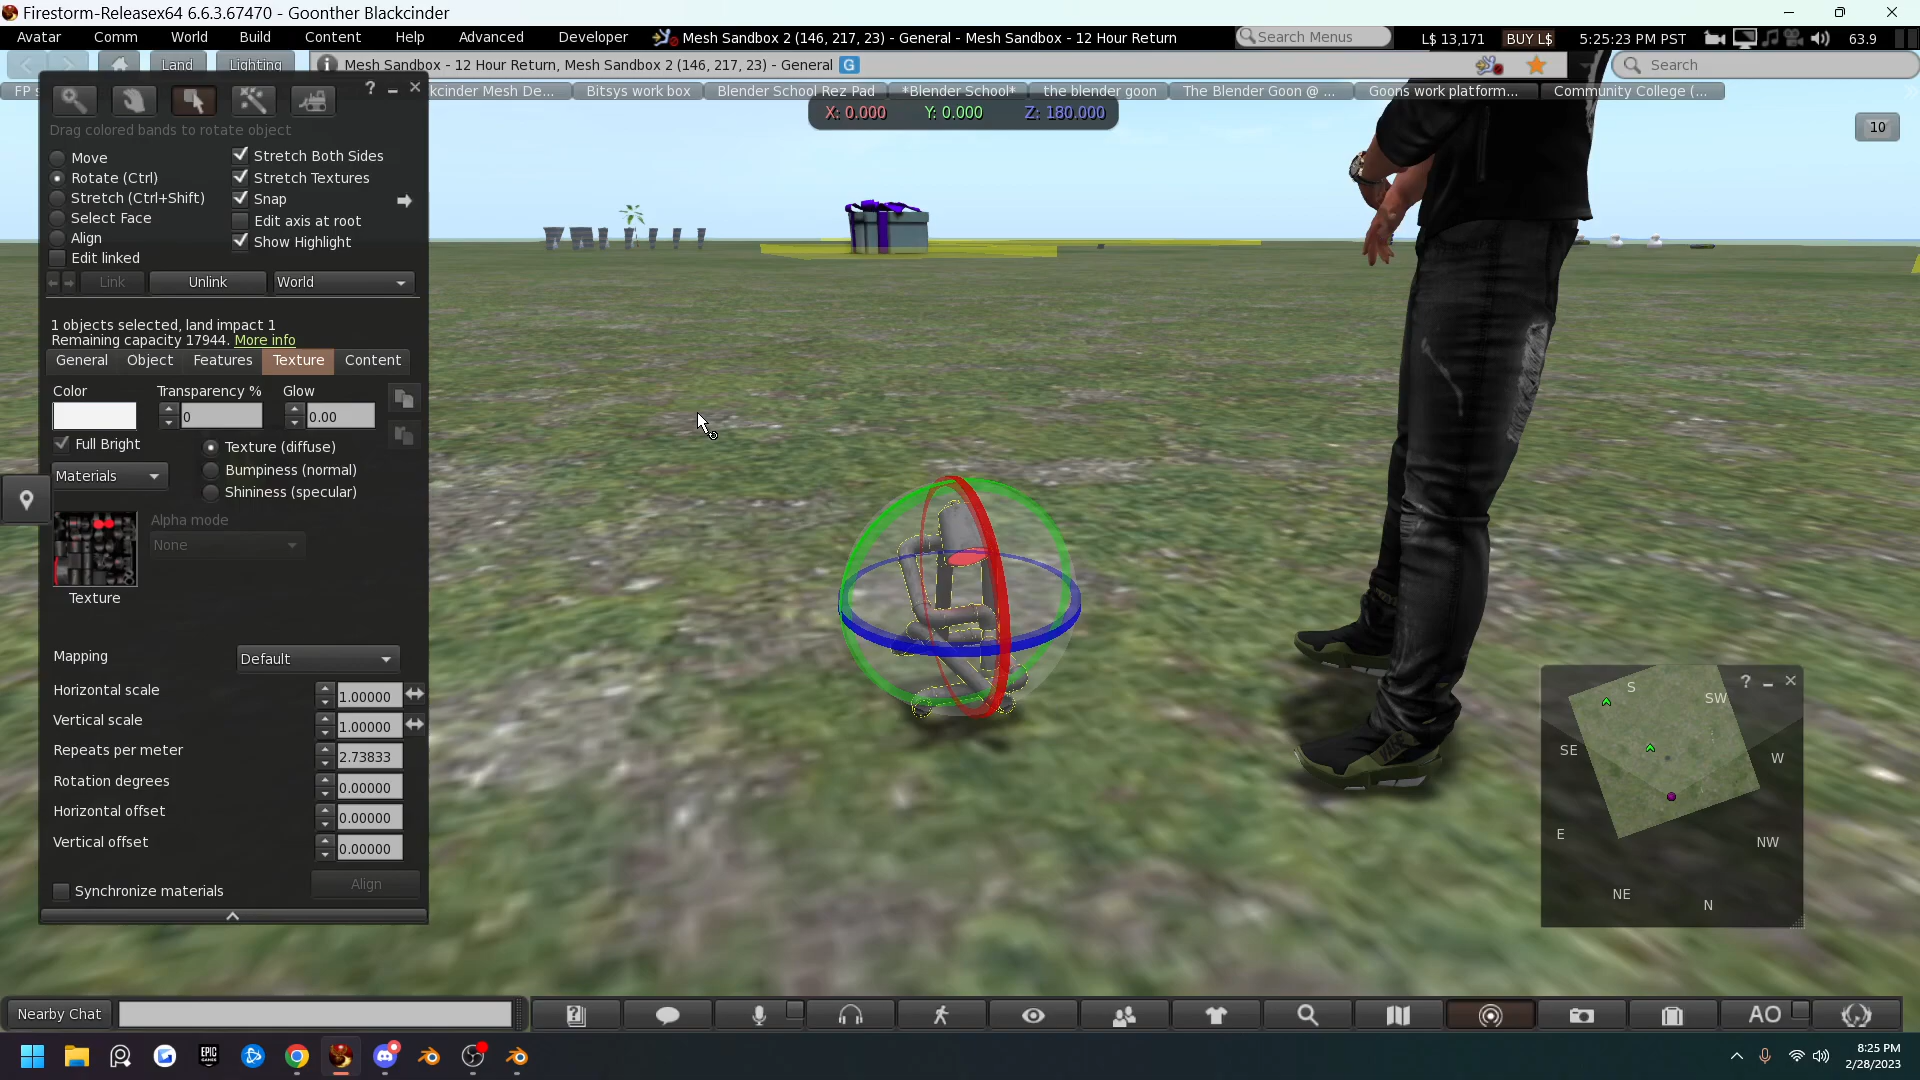 Firestorm-Releasex64 6.6.3.67470 - Goonther Blackcinder
Avatar Comm World Build Content Help Advanced Developer Mesh Sandbox 2 (146, 217, 23) - General - Mesh Sandbox - 12 Hour Return Search Menus L$ 13,171 BUY L$ 5:25:23 PM PST 63.9
Land Lighting Mesh Sandbox - 12 Hour Return, Mesh Sandbox 2 (146, 217, 23) - General G Search
FP s kcinder Mesh De... Bitsys work box Blender School Rez Pad *Blender School* the blender goon The Blender Goon @ ... Goons work platform... Community College (...
X: 0.000 Y: 0.000 Z: 180.000
10
Drag colored bands to rotate object
Move
Rotate (Ctrl)
Stretch (Ctrl+Shift)
Select Face
Align
Edit linked
Stretch Both Sides
Stretch Textures
Snap
Edit axis at root
Show Highlight
Link Unlink World
1 objects selected, land impact 1
Remaining capacity 17944. More info
General Object Features Texture Content
Color Transparency % Glow
0 0.00
Full Bright
Texture (diffuse)
Materials
Bumpiness (normal)
Shininess (specular)
Alpha mode
None
Texture
Mapping Default
Horizontal scale 1.00000
Vertical scale 1.00000
Repeats per meter 2.73833
Rotation degrees 0.00000
Horizontal offset 0.00000
Vertical offset 0.00000
Synchronize materials Align
S
SW
SE
W
E
NW
NE
N
?
Nearby Chat
AO
EPIC GAMES
8:25 PM
2/28/2023